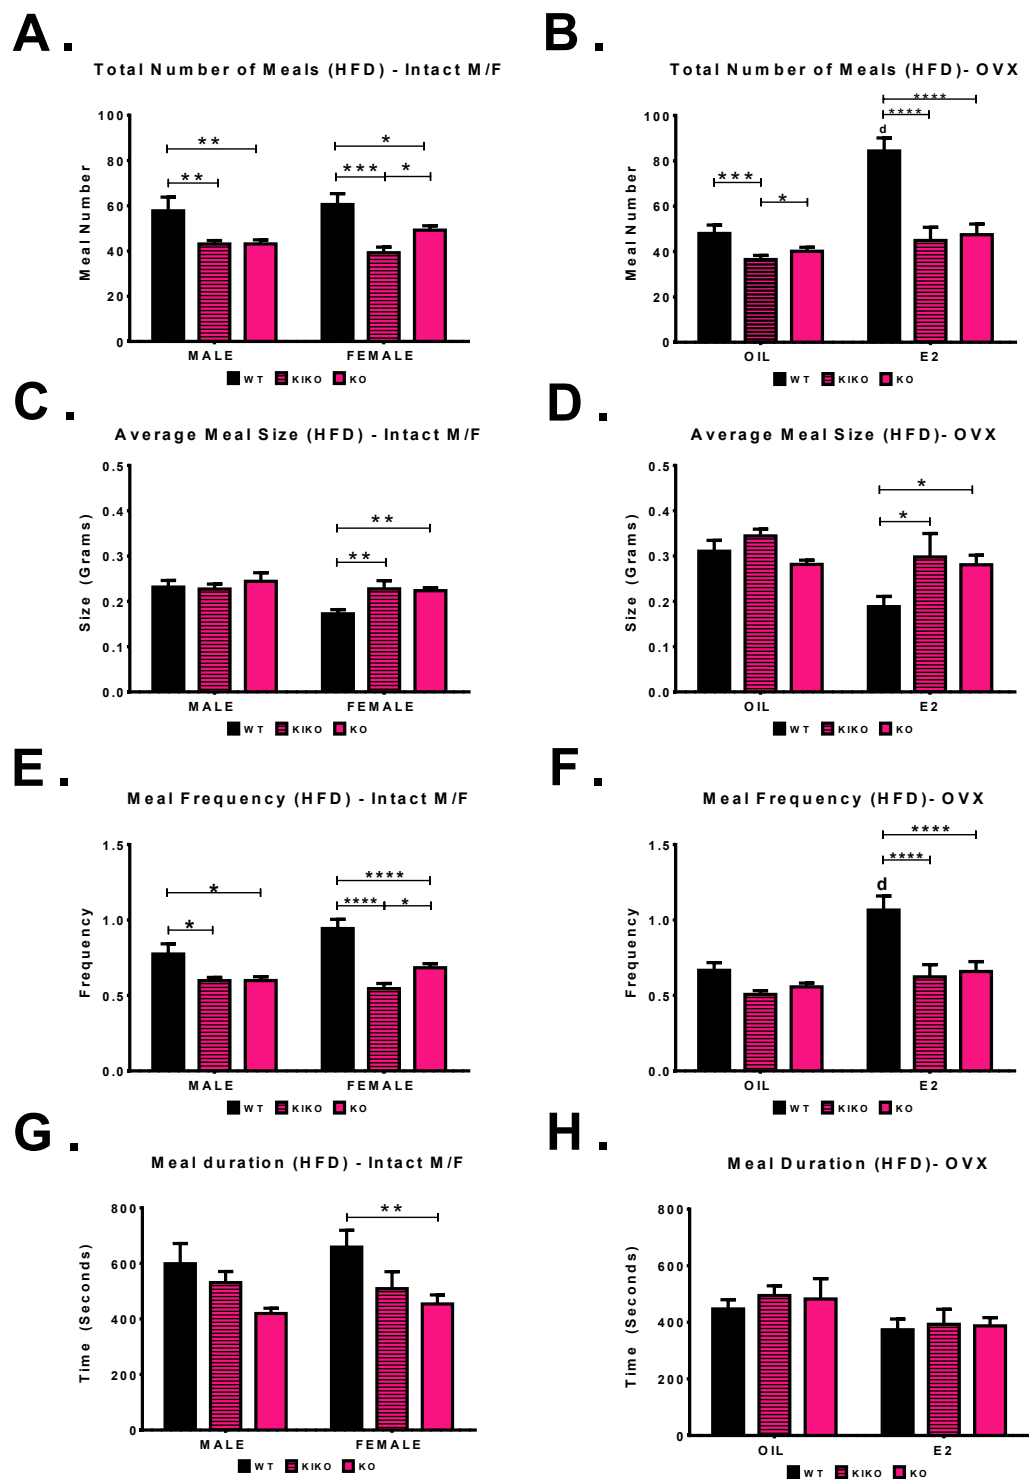 A.
Total Number of Meals (HFD) - Intact M/F
Meal Number
100
80
60
40
20
0
** ** * *** *
MALE FEMALE
WT KIKO KO
B.
Total Number of Meals (HFD)- OVX
Meal Number
100
80
60
40
20
0
*** * **** **** d
OIL E2
WT KIKO KO
C.
Average Meal Size (HFD) - Intact M/F
Size (Grams)
0.5
0.4
0.3
0.2
0.1
0.0
** **
MALE FEMALE
WT KIKO KO
D.
Average Meal Size (HFD)- OVX
Size (Grams)
0.5
0.4
0.3
0.2
0.1
0.0
* *
OIL E2
WT KIKO KO
E.
Meal Frequency (HFD) - Intact M/F
Frequency
1.5
1.0
0.5
0.0
* * **** **** *
MALE FEMALE
WT KIKO KO
F.
Meal Frequency (HFD)- OVX
Frequency
1.5
1.0
0.5
0.0
**** **** d
OIL E2
WT KIKO KO
G.
Meal duration (HFD) - Intact M/F
Time (Seconds)
800
600
400
200
0
**
MALE FEMALE
WT KIKO KO
H.
Meal Duration (HFD)- OVX
Time (Seconds)
800
600
400
200
0
OIL E2
WT KIKO KO